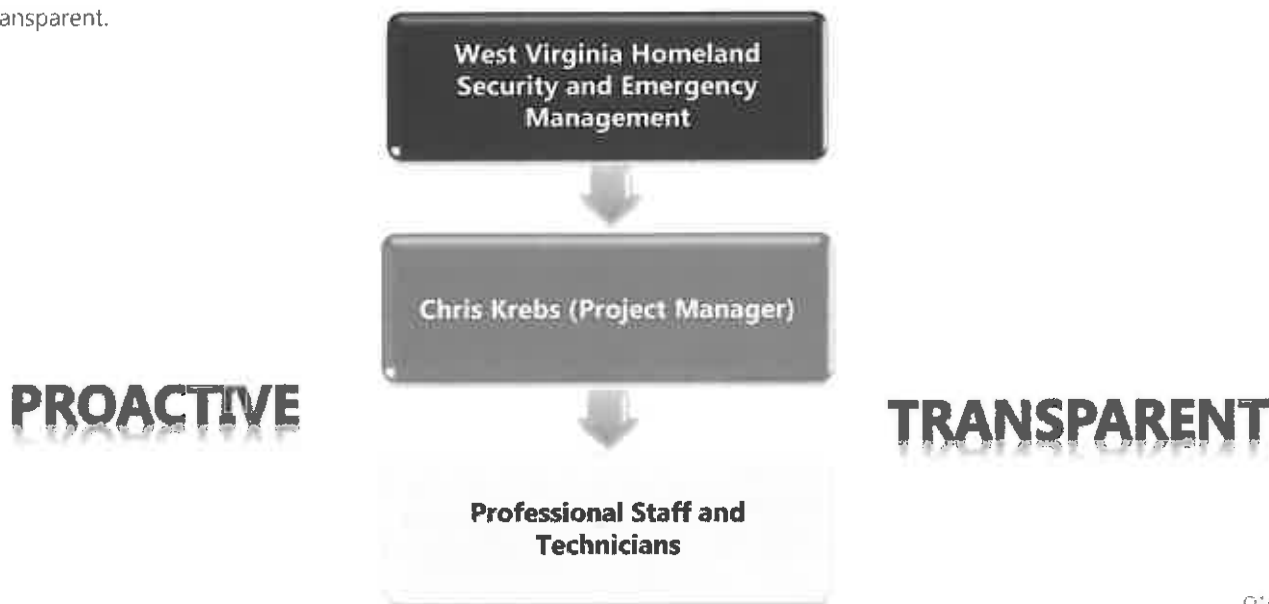 ansparent.
West Virginia Homeland
Security and Emergency
Management
Chris Krebs (Project Manager)
PROACTIVE
TRANSPARENT
Professional Staff and
Technicians